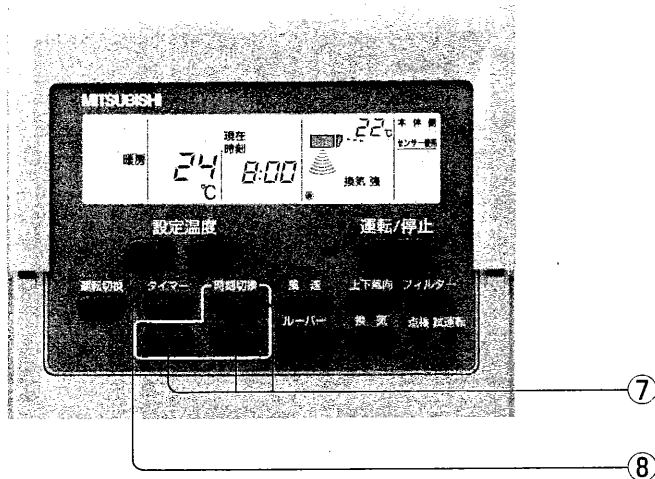 MITSUBISHI
暖房
24
℃
現在
時刻
8:00
22℃
換気 強
本体側
センサー使用
設定温度
運転/停止
運転切換
タイマー
時刻切換
風速
上下風向
フィルター
ルーバー
換気
点検
試運転
⑦
⑧